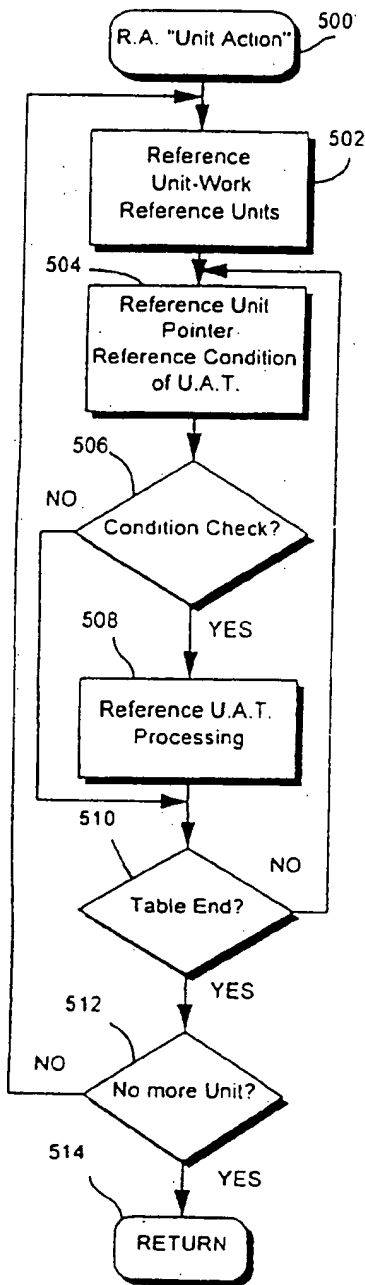 R.A. "Unit Action"
500
Reference
Unit-Work
Reference Units
502
504
Reference Unit
Pointer
Reference Condition
of U.A.T.
506
NO
Condition Check?
YES
508
Reference U.A.T.
Processing
510
NO
Table End?
YES
512
NO
No more Unit?
YES
514
RETURN